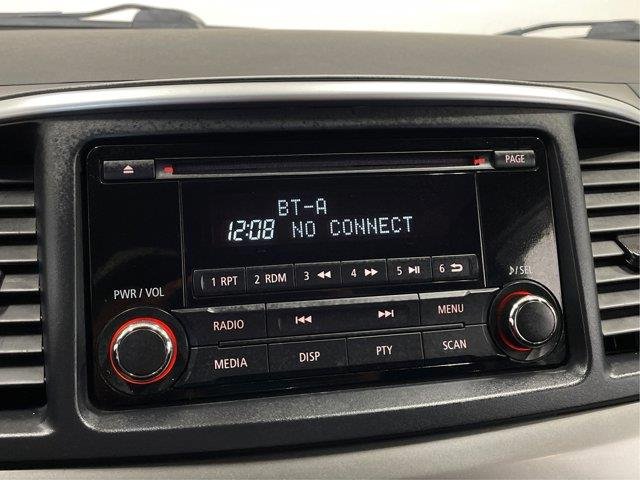 PAGE
BT-A
12:08 NO CONNECT
1 RPT 2 RDM 3 4 5 6
PWR / VOL
/SEL
RADIO MENU
MEDIA DISP PTY SCAN